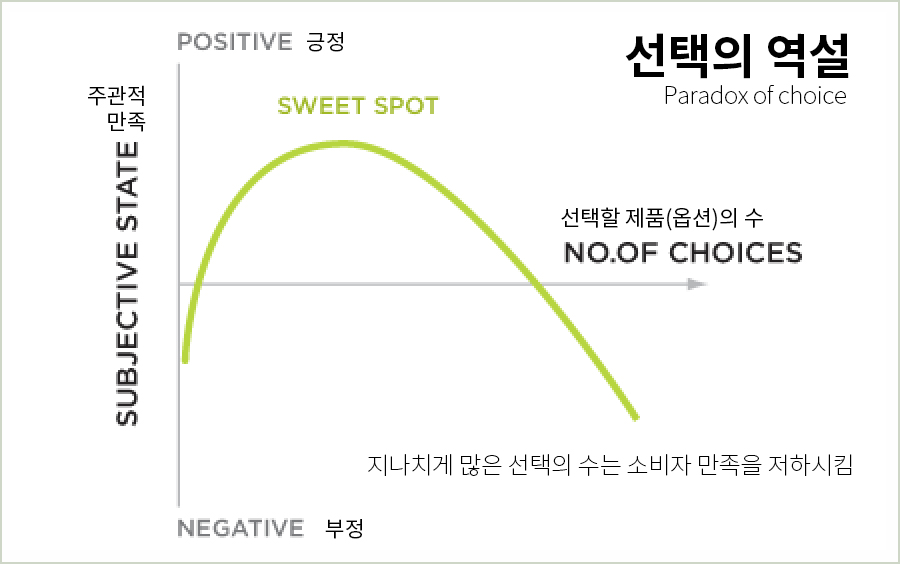 POSITIVE 긍정
선택의 역설
Paradox of choice
주관적
만족
SUBJECTIVE STATE
SWEET SPOT
선택할 제품(옵션)의 수
NO.OF CHOICES
지나치게 많은 선택의 수는 소비자 만족을 저하시킴
NEGATIVE 부정